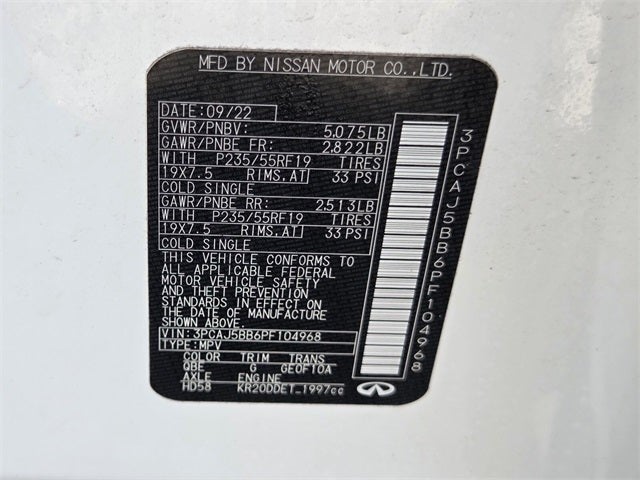 MFD BY NISSAN MOTOR CO.,LTD.
DATE: 09/22
GVWR/PNBV: 5,075LB
GAWR/PNBE FR: 2,822LB
WITH P235/55RF19 TIRES
19X7.5 RIMS.AT 33 PSI
COLD SINGLE
GAWR/PNBE RR: 2,513LB
WITH P235/55RF19 TIRES
19X7.5 RIMS.AT 33 PSI
COLD SINGLE
THIS VEHICLE CONFORMS TO
ALL APPLICABLE FEDERAL
MOTOR VEHICLE SAFETY
AND THEFT PREVENTION
STANDARDS IN EFFECT ON
THE DATE OF MANUFACTURE
SHOWN ABOVE.
VIN: 3PCAJ5BB6PF104968
TYPE: MPV
COLOR TRIM TRANS
QBE G GE0F10A
AXLE ENGINE
HD58 KR20DDET_1997cc
3PCAJ5BB6PF104968